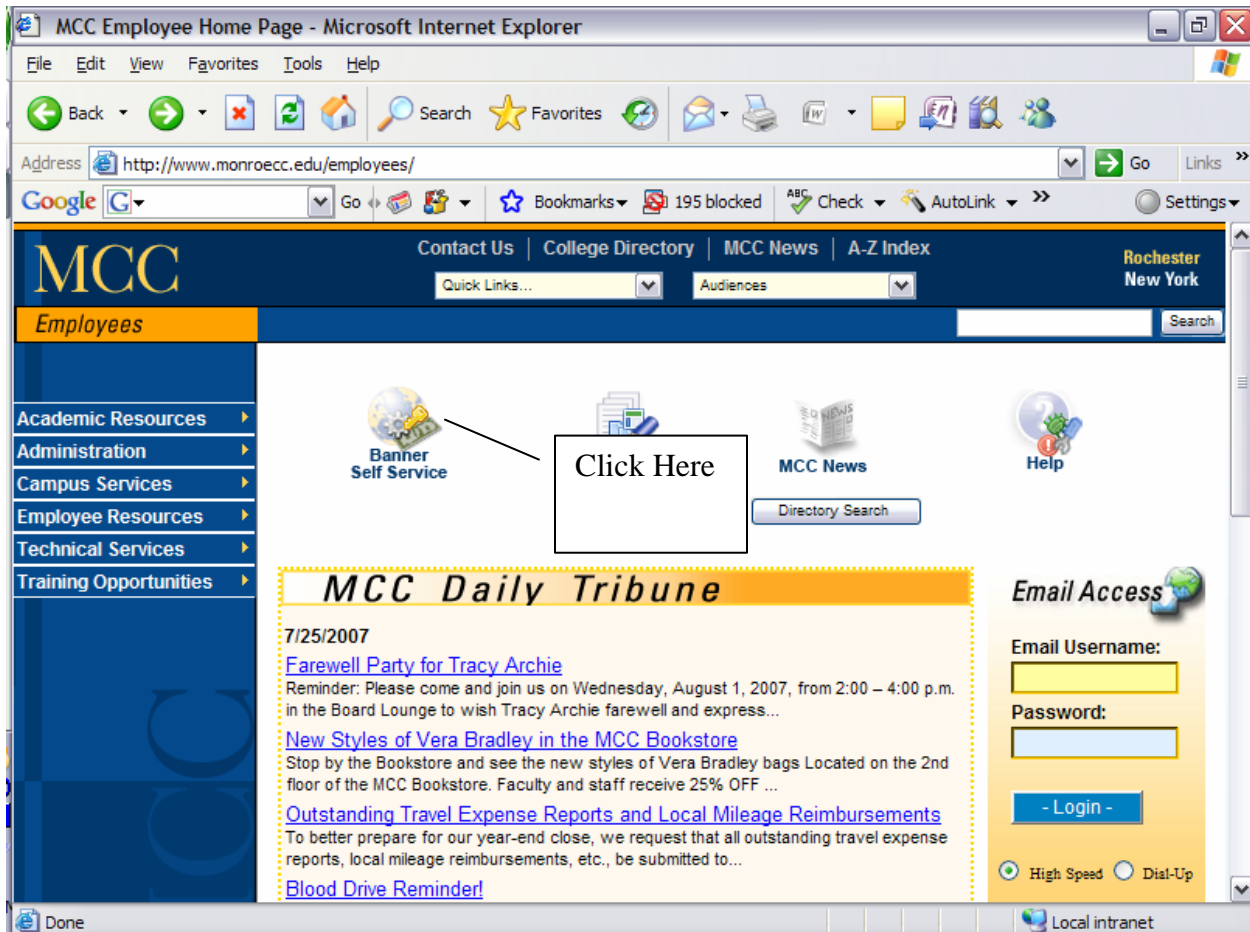 MCC Employee Home Page - Microsoft Internet Explorer
File Edit View Favorites Tools Help
Back Search Favorites
Address http://www.monroecc.edu/employees/ Go Links »
Google G Go Bookmarks 195 blocked ABC Check AutoLink » Settings
MCC
Contact Us | College Directory | MCC News | A-Z Index
Quick Links... Audiences
Rochester
New York
Employees
Search
Academic Resources
Administration
Campus Services
Employee Resources
Technical Services
Training Opportunities
Banner
Self Service
Click Here
NEWS
MCC News
Help
Directory Search
MCC Daily Tribune
7/25/2007
Farewell Party for Tracy Archie
Reminder: Please come and join us on Wednesday, August 1, 2007, from 2:00 – 4:00 p.m.
in the Board Lounge to wish Tracy Archie farewell and express...
New Styles of Vera Bradley in the MCC Bookstore
Stop by the Bookstore and see the new styles of Vera Bradley bags Located on the 2nd
floor of the MCC Bookstore. Faculty and staff receive 25% OFF ...
Outstanding Travel Expense Reports and Local Mileage Reimbursements
To better prepare for our year-end close, we request that all outstanding travel expense
reports, local mileage reimbursements, etc., be submitted to...
Blood Drive Reminder!
Email Access
Email Username:
Password:
- Login -
High Speed Dial-Up
Done Local intranet